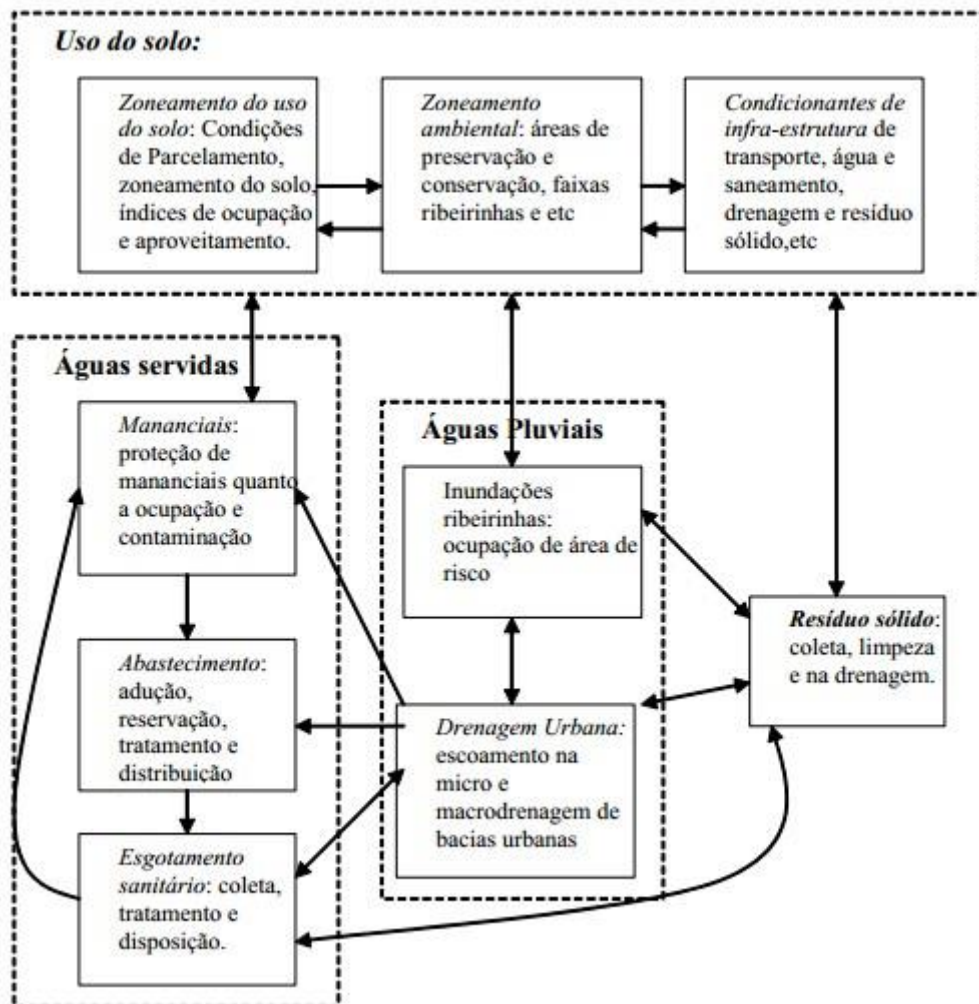 Uso do solo:
Zoneamento do uso
do solo: Condições
de Parcelamento,
zoneamento do solo,
índices de ocupação
e aproveitamento.
Zoneamento
ambiental: áreas de
preservação e
conservação, faixas
ribeirinhas e etc
Condicionantes de
infra-estrutura de
transporte, água e
saneamento,
drenagem e resíduo
sólido,etc
Águas servidas
Mananciais:
proteção de
mananciais quanto
a ocupação e
contaminação
Abastecimento:
adução,
reservação,
tratamento e
distribuição
Esgotamento
sanitário: coleta,
tratamento e
disposição.
Águas Pluviais
Inundações
ribeirinhas:
ocupação de área de
risco
Drenagem Urbana:
escoamento na
micro e
macrodrenagem de
bacias urbanas
Resíduo sólido:
coleta, limpeza
e na drenagem.